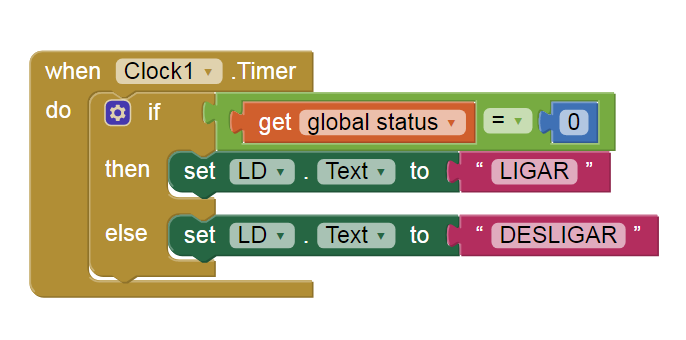 when Clock1 .Timer
do if get global status = 0
then set LD . Text to “ LIGAR ”
else set LD . Text to “ DESLIGAR ”